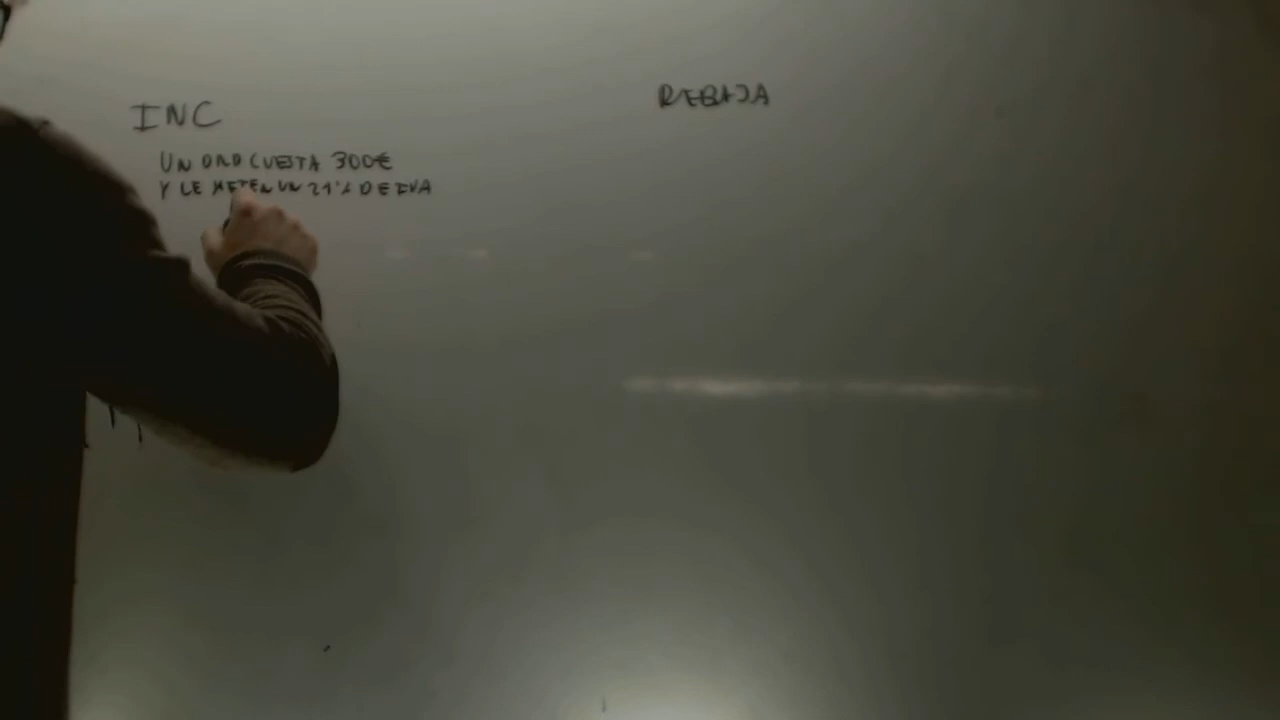 INC
UN ORD CUESTA 300€
Y LE METEN UN 21% DE IVA
REBAJA